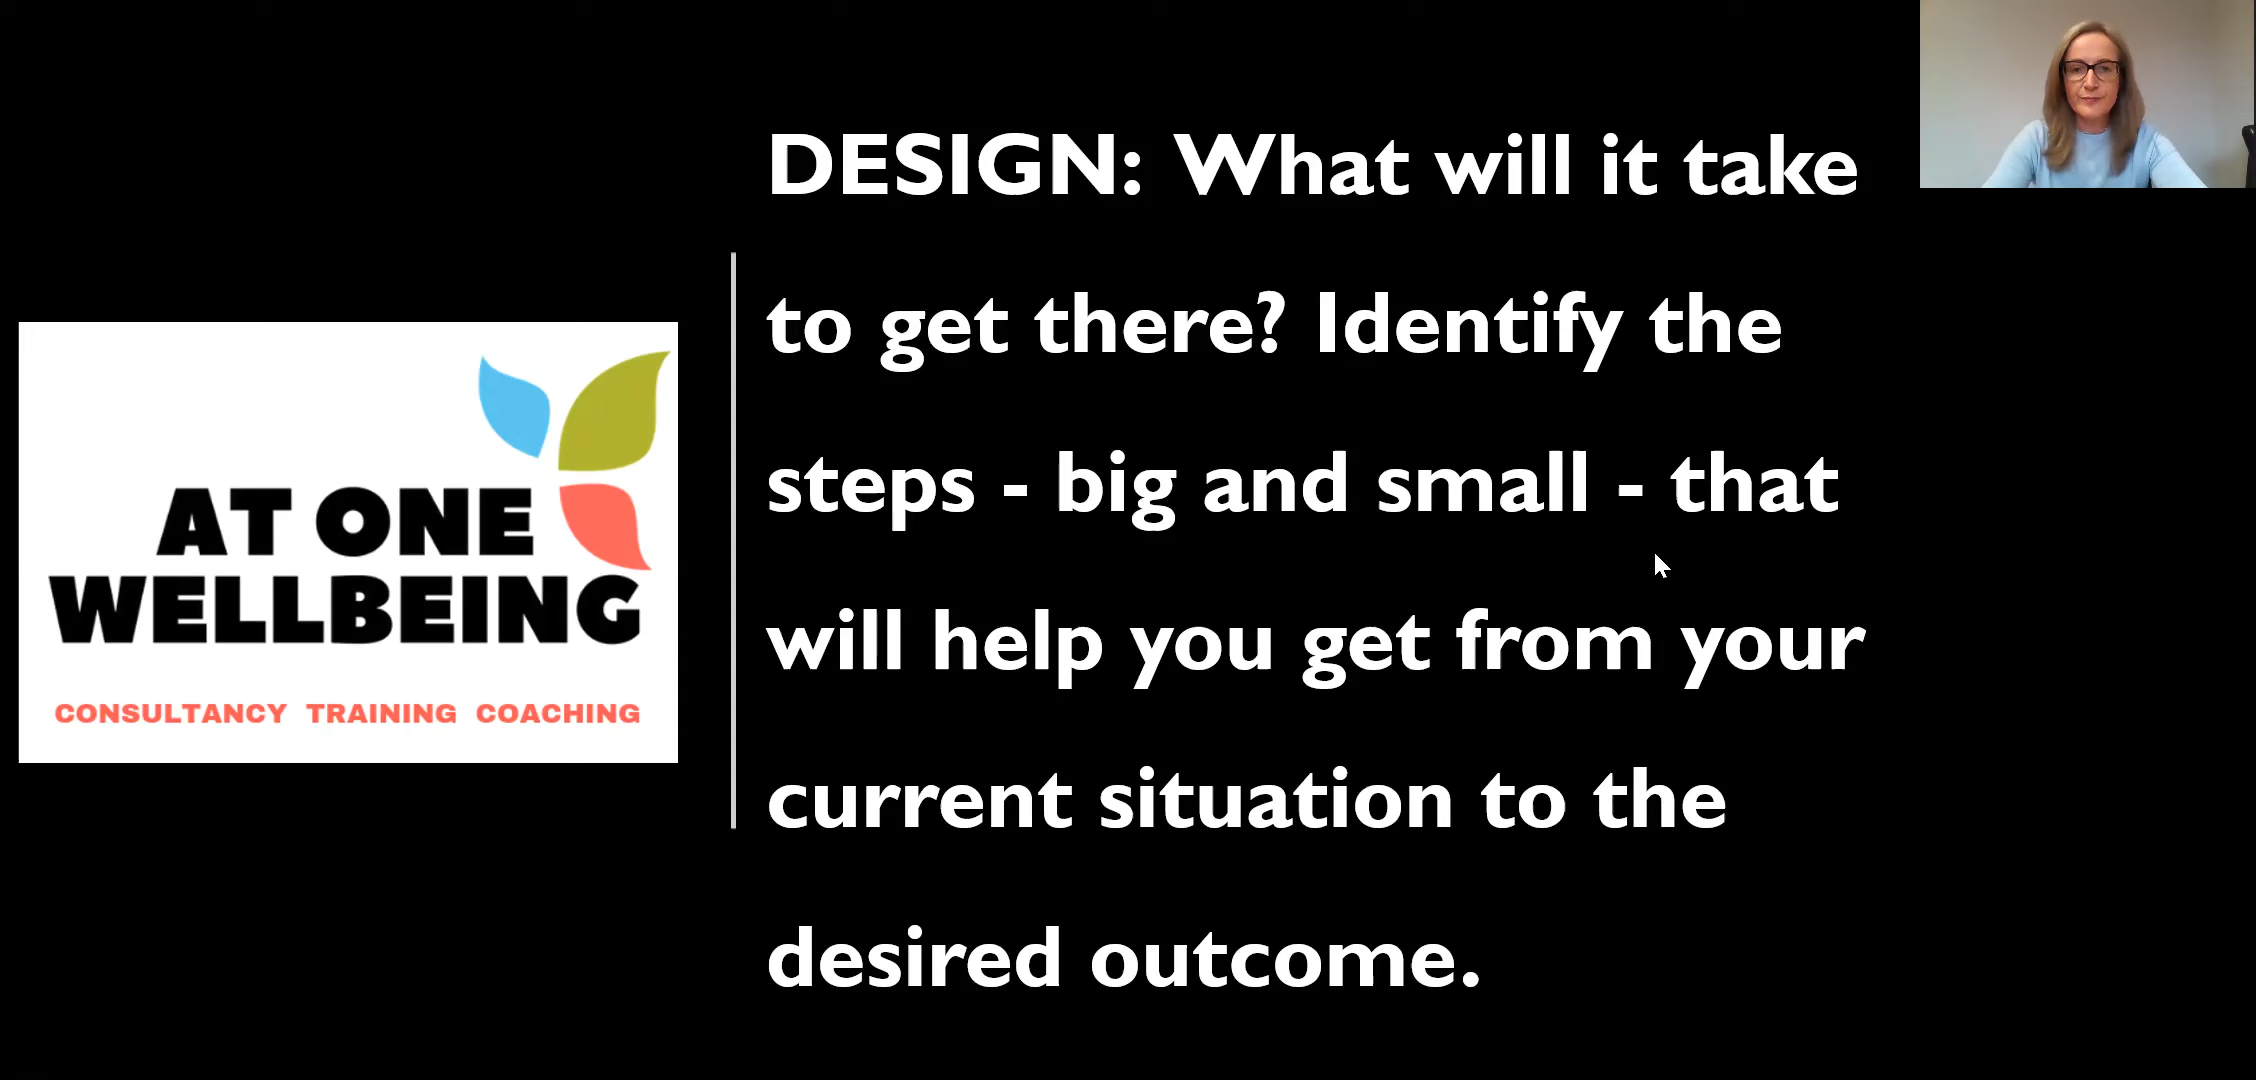 DESIGN: What will it take
to get there? Identify the
steps - big and small - that
will help you get from your
current situation to the
desired outcome.
AT ONE
WELLBEING
CONSULTANCY TRAINING COACHING